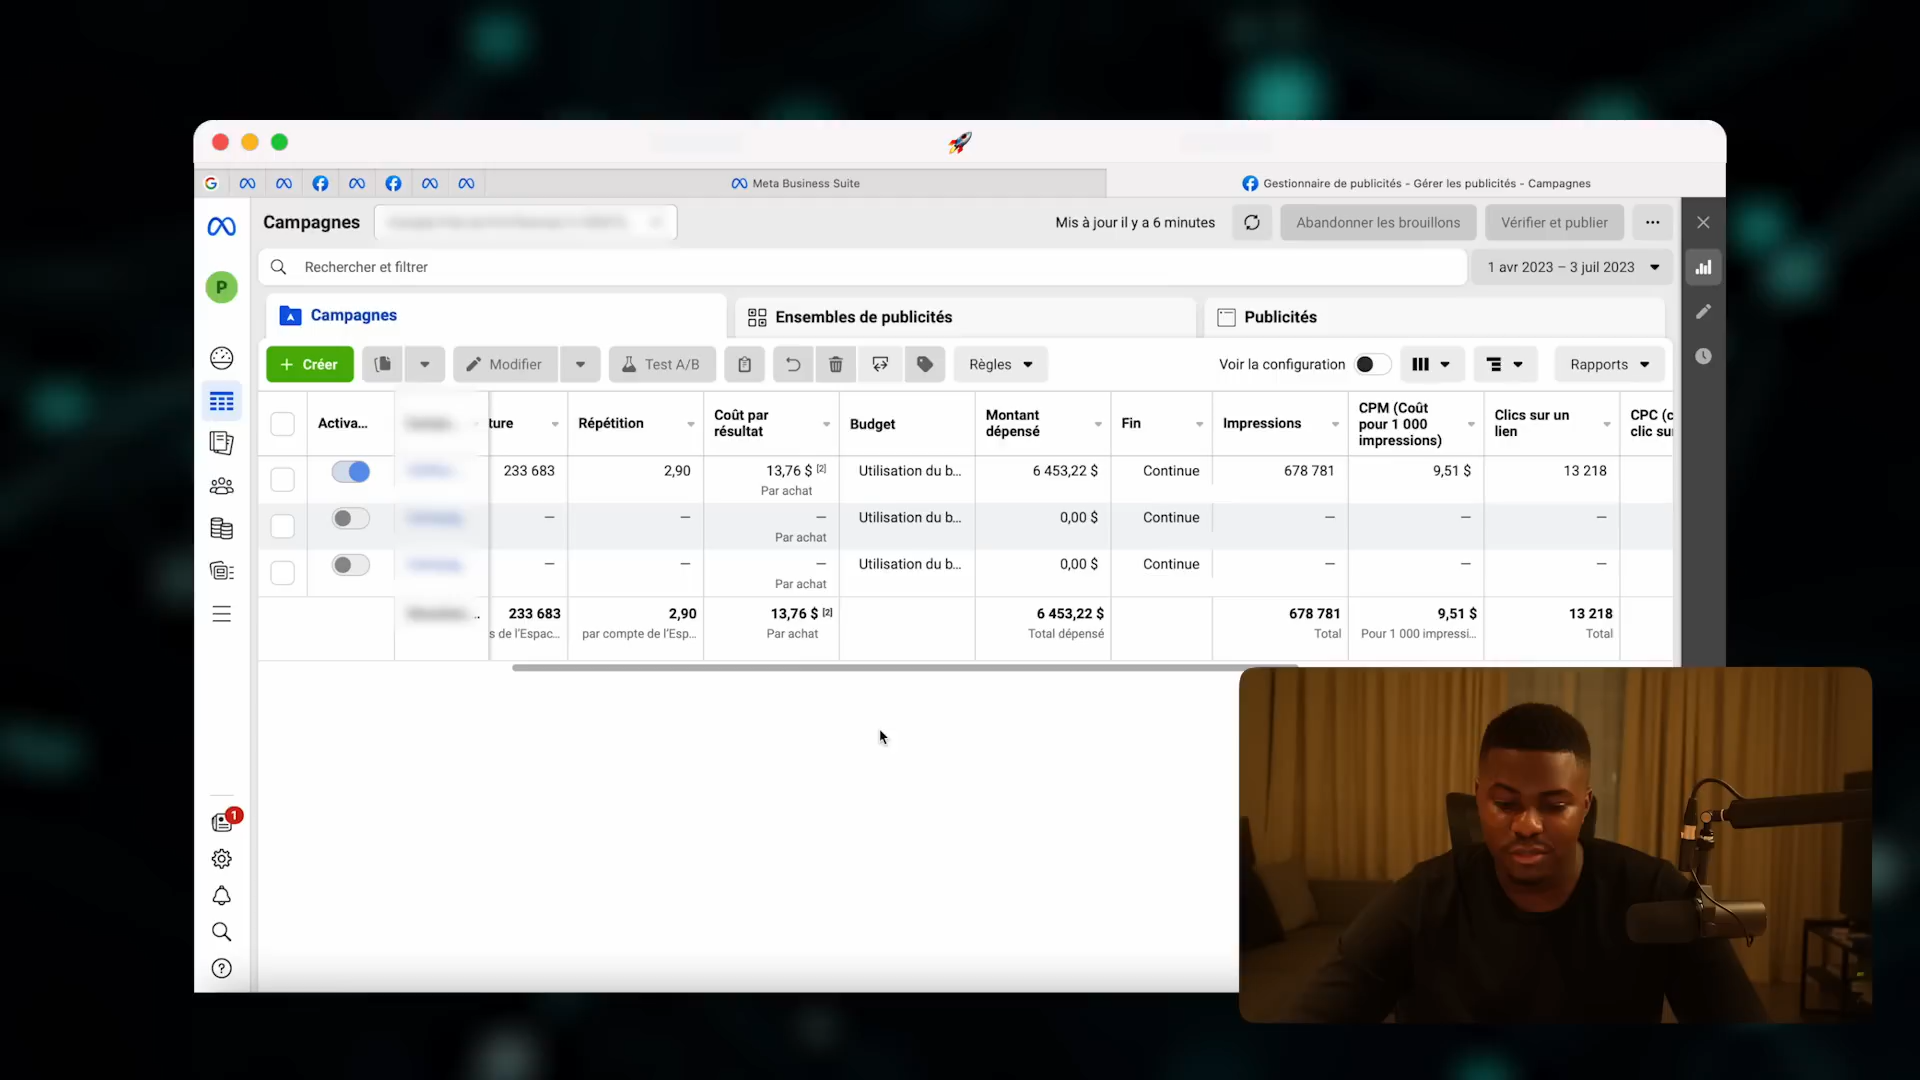 Meta Business Suite
Gestionnaire de publicités - Gérer les publicités - Campagnes
Campagnes
Mis à jour il y a 6 minutes
Abandonner les brouillons
Vérifier et publier
P
Rechercher et filtrer
1 avr 2023 – 3 juil 2023
Campagnes
Ensembles de publicités
Publicités
+ Créer
Modifier
Test A/B
Règles
Voir la configuration
Rapports
Activa...
ture
Répétition
Coût par
résultat
Budget
Montant
dépensé
Fin
Impressions
CPM (Coût
pour 1 000
impressions)
Clics sur un
lien
CPC (c
clic su
233 683
2,90
13,76 $ [2]
Par achat
Utilisation du b...
6 453,22 $
Continue
678 781
9,51 $
13 218
—
—
—
Par achat
Utilisation du b...
0,00 $
Continue
—
—
—
—
—
—
Par achat
Utilisation du b...
0,00 $
Continue
—
—
—
...
233 683
s de l'Espac...
2,90
par compte de l'Esp...
13,76 $ [2]
Par achat
6 453,22 $
Total dépensé
678 781
Total
9,51 $
Pour 1 000 impressi...
13 218
Total
1